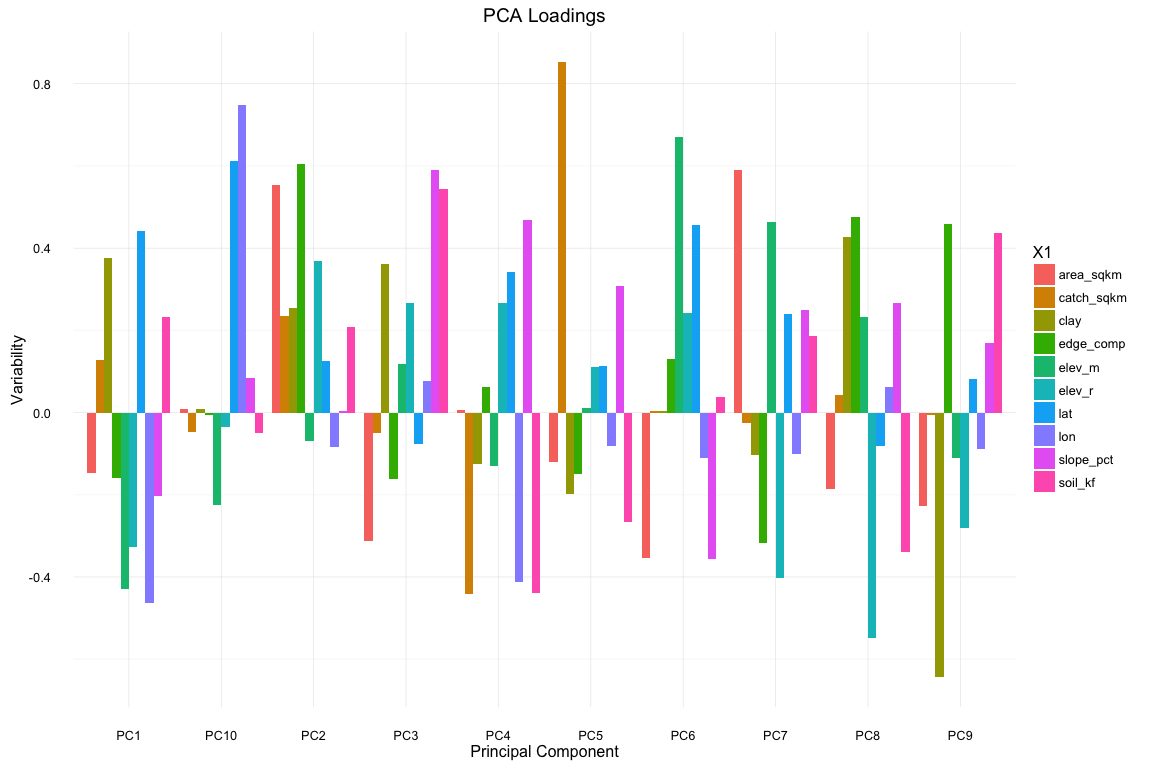 PCA Loadings
Variability
0.8
0.4
0.0
-0.4
PC1 PC10 PC2 PC3 PC4 PC5 PC6 PC7 PC8 PC9
Principal Component
X1
area_sqkm
catch_sqkm
clay
edge_comp
elev_m
elev_r
lat
lon
slope_pct
soil_kf